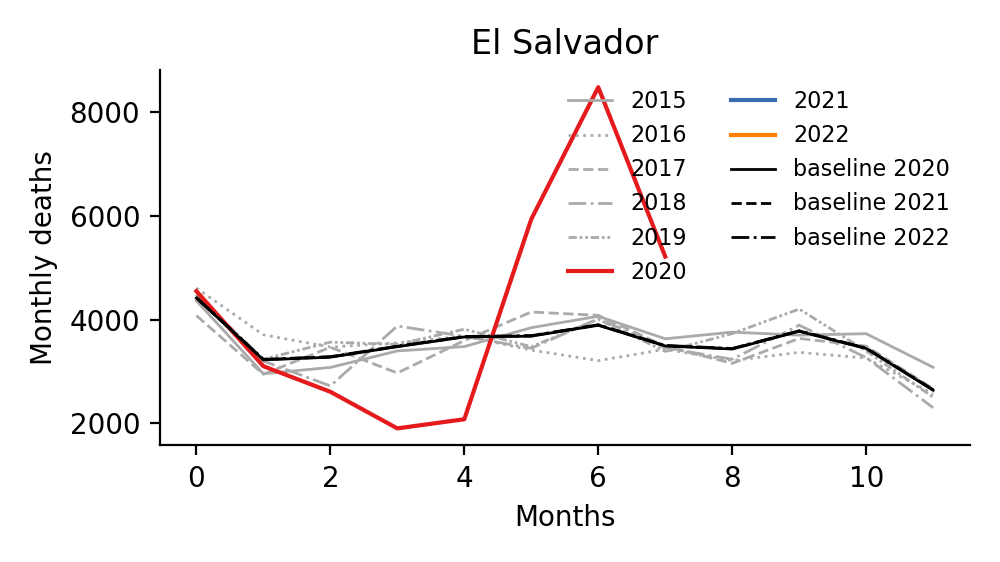 El Salvador
Monthly deaths
8000
6000
4000
2000
0 2 4 6 8 10
Months
2015
2016
2017
2018
2019
2020
2021
2022
baseline 2020
baseline 2021
baseline 2022